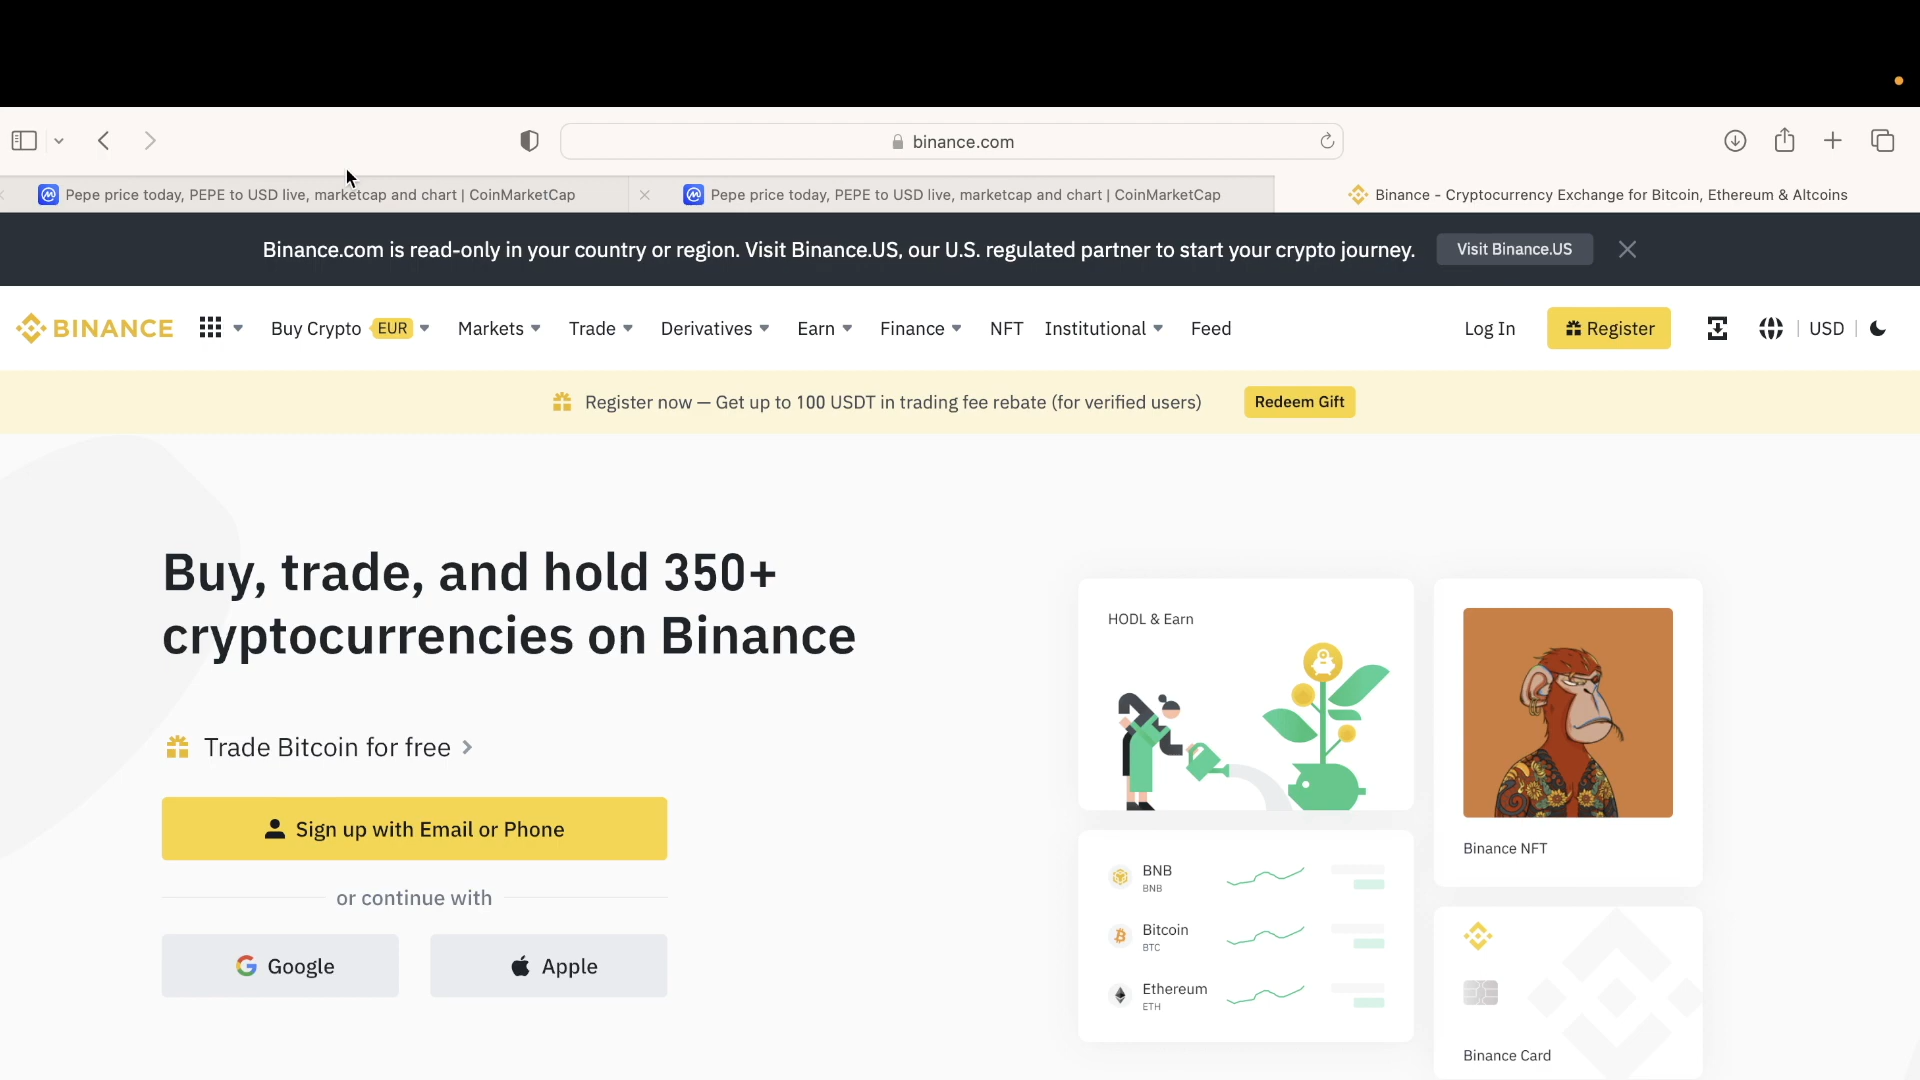 binance.com
Pepe price today, PEPE to USD live, marketcap and chart | CoinMarketCap
Pepe price today, PEPE to USD live, marketcap and chart | CoinMarketCap
Binance - Cryptocurrency Exchange for Bitcoin, Ethereum & Altcoins
Binance.com is read-only in your country or region. Visit Binance.US, our U.S. regulated partner to start your crypto journey.
Visit Binance.US
BINANCE
Buy Crypto EUR
Markets
Trade
Derivatives
Earn
Finance
NFT
Institutional
Feed
Log In
Register
USD
Register now — Get up to 100 USDT in trading fee rebate (for verified users)
Redeem Gift
Buy, trade, and hold 350+
cryptocurrencies on Binance
Trade Bitcoin for free
Sign up with Email or Phone
or continue with
Google
Apple
HODL & Earn
BNB
BNB
Bitcoin
BTC
Ethereum
ETH
Binance NFT
Binance Card